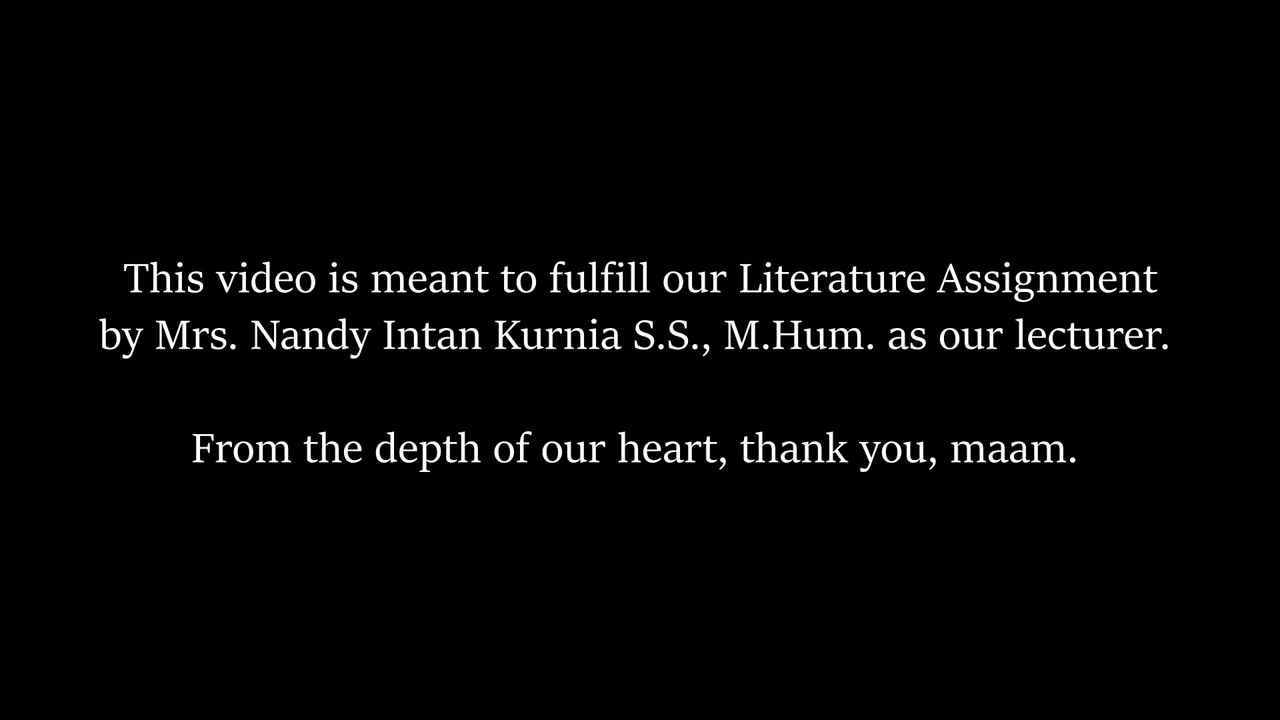 This video is meant to fulfill our Literature Assignment
by Mrs. Nandy Intan Kurnia S.S., M.Hum. as our lecturer.
From the depth of our heart, thank you, maam.